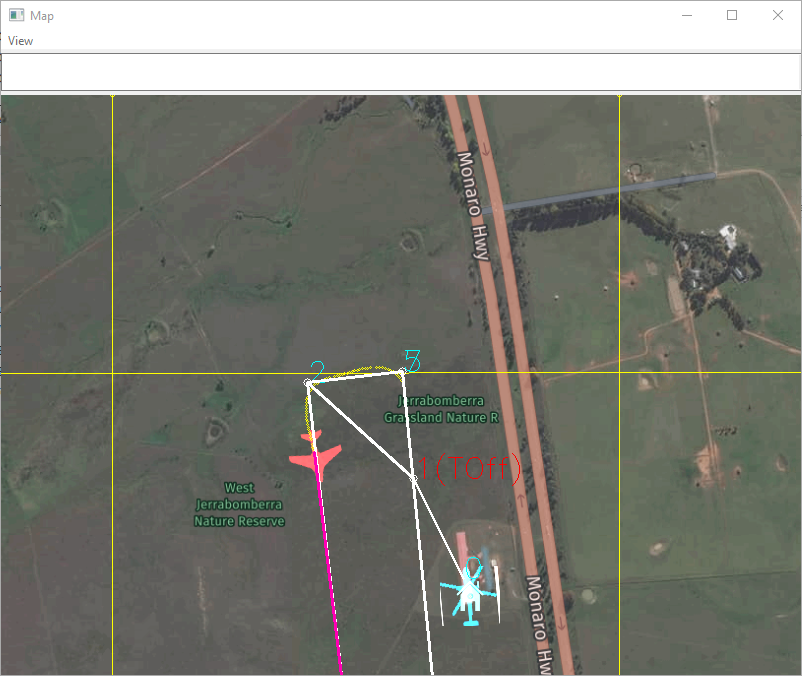 Map
View
Monaro Hwy
2
3
Jerrabomberra
Grassland Nature R
1(TOff)
West
Jerrabomberra
Nature Reserve
0
Monaro Hw